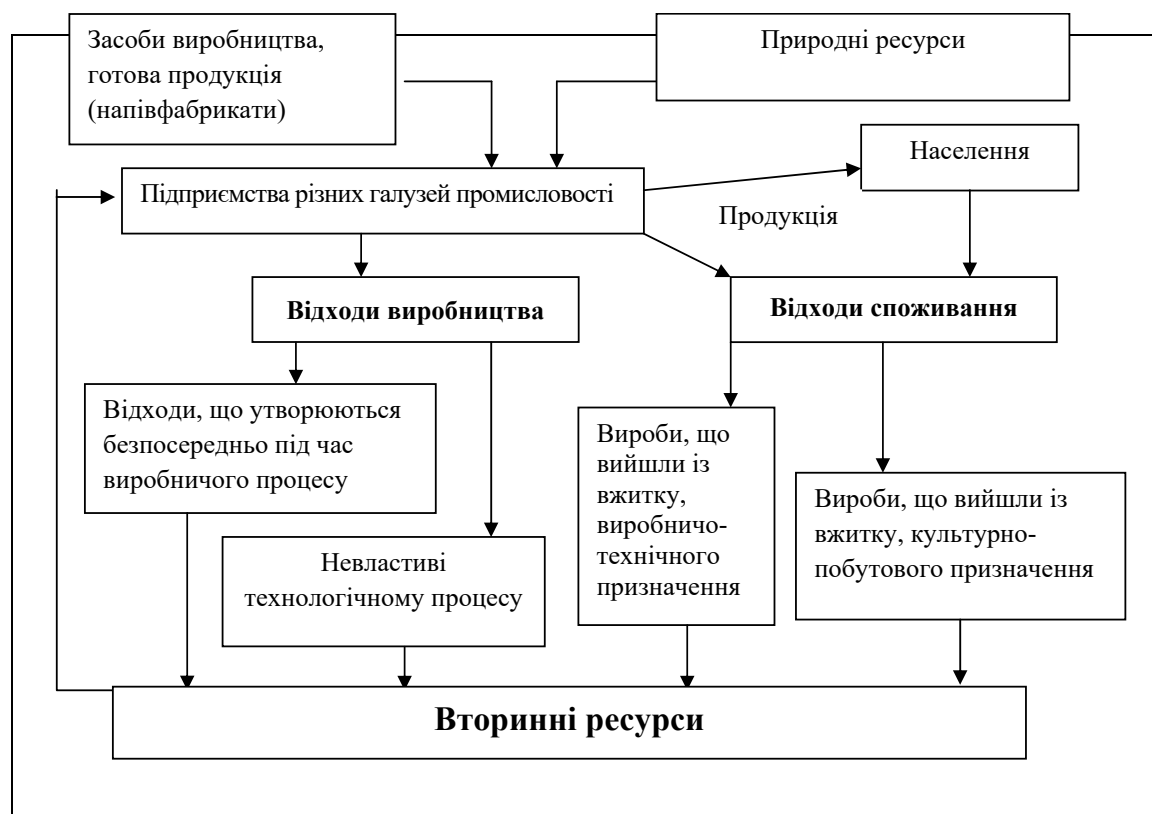 Засоби виробництва,
готова продукція
(напівфабрикати)
Природні ресурси
Населення
Підприємства різних галузей промисловості
Продукція
Відходи виробництва
Відходи споживання
Відходи, що утворюються
безпосередньо під час
виробничого процесу
Вироби, що
вийшли із
вжитку,
виробничо-
технічного
призначення
Вироби, що вийшли із
вжитку, культурно-
побутового призначення
Невластиві
технологічному процесу
Вторинні ресурси